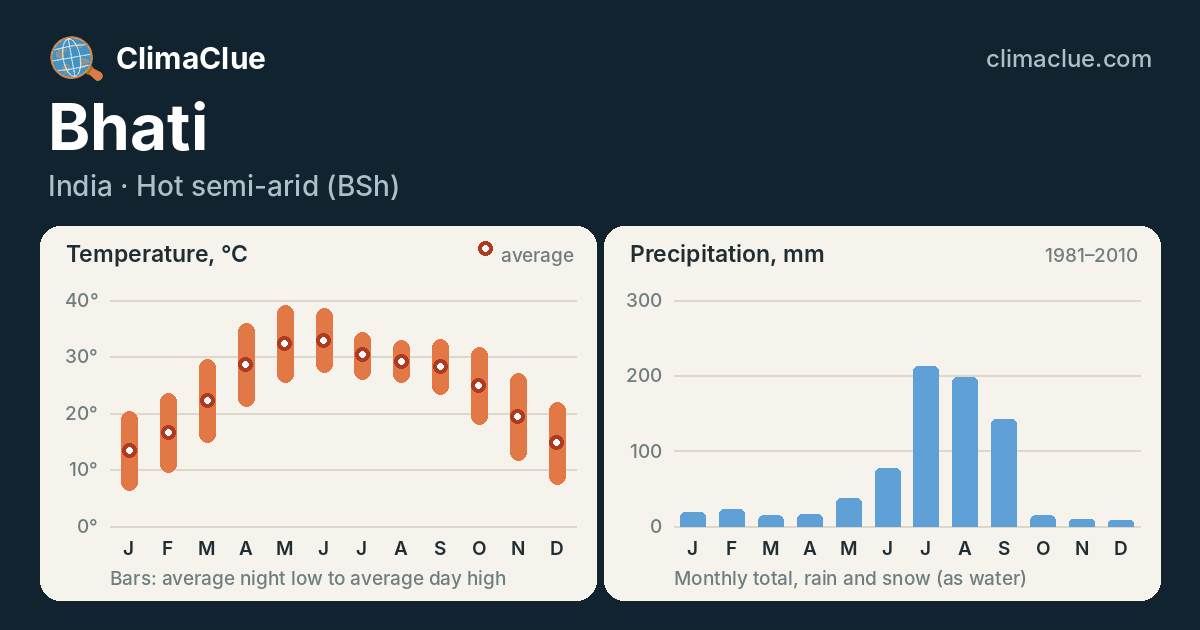 ClimaClue
climaclue.com
Bhati
India · Hot semi-arid (BSh)
Temperature, °C
average
40°
30°
20°
10°
0°
J F M A M J J A S O N D
Bars: average night low to average day high
Precipitation, mm
1981–2010
300
200
100
0
J F M A M J J A S O N D
Monthly total, rain and snow (as water)